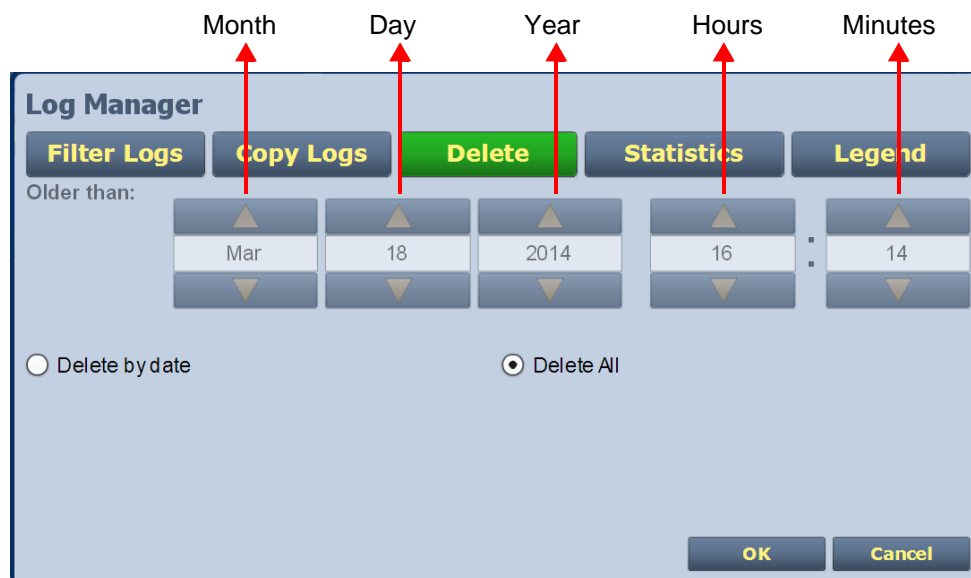 Month Day Year Hours Minutes
Log Manager
Filter Logs Copy Logs Delete Statistics Legend
Older than:
Mar 18 2014 16 : 14
Delete by date Delete All
OK Cancel